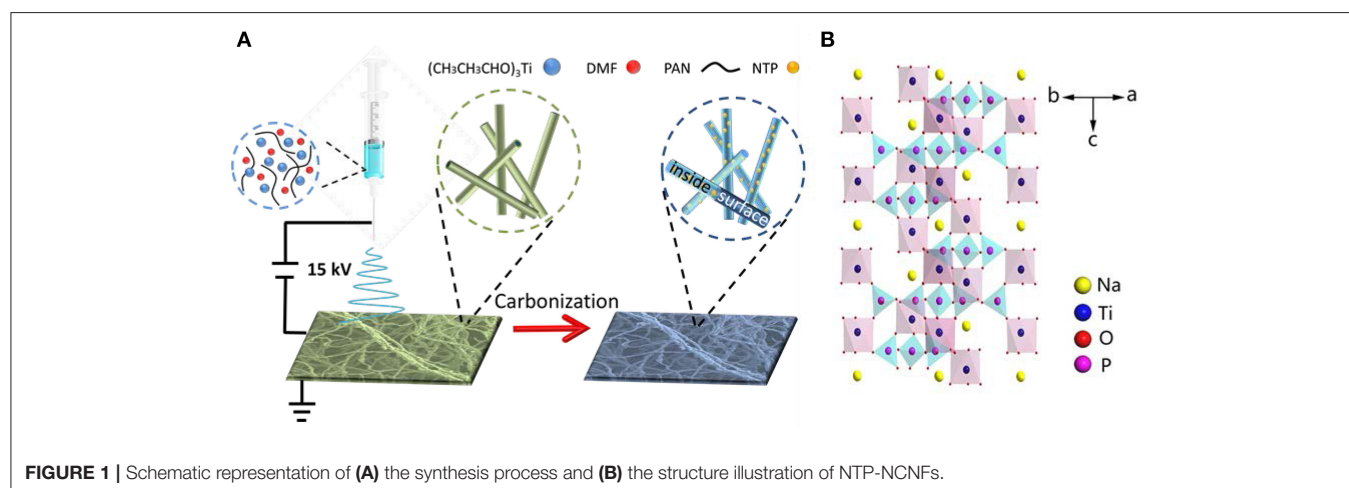 A
B
(CH3CH3CHO)3Ti DMF PAN NTP
b a
c
inside surface
15 kV
Carbonization
Na
Ti
O
P
FIGURE 1 | Schematic representation of (A) the synthesis process and (B) the structure illustration of NTP-NCNFs.